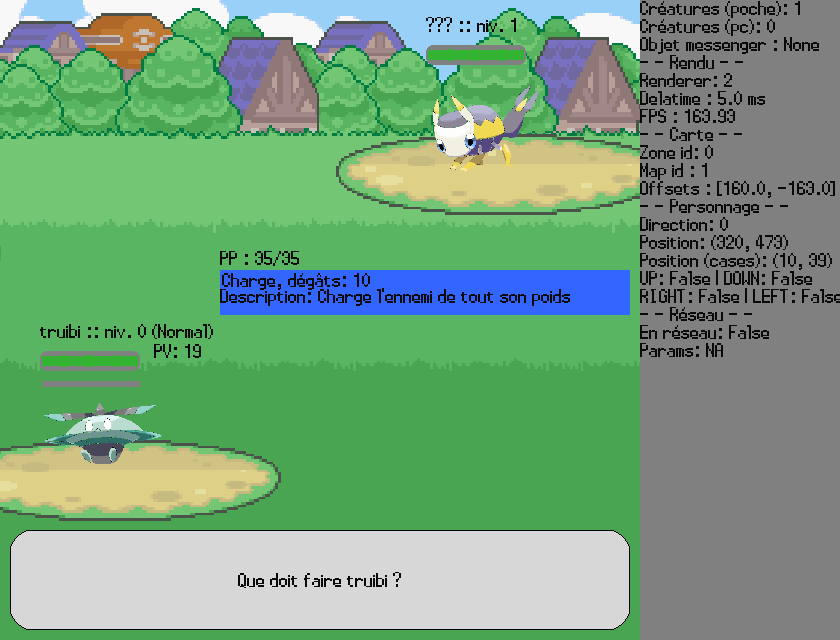 ??? :: niv. 1
PP : 35/35
Charge, dégâts: 10
Description: Charge l'ennemi de tout son poids
truibi :: niv. 0 (Normal)
PV: 19
Que doit faire truibi ?
Créatures (poche): 1
Créatures (pc): 0
Objet messenger : None
-- Rendu --
Renderer: 2
Delatime : 5.0 ms
FPS : 163.93
-- Carte --
Zone id: 0
Map id : 1
Offsets : [160.0, -163.0]
-- Personnage --
Direction: 0
Position: (320, 473)
Position (cases): (10, 39)
UP: False | DOWN: False
RIGHT: False | LEFT: False
-- Réseau --
En réseau: False
Params: NA